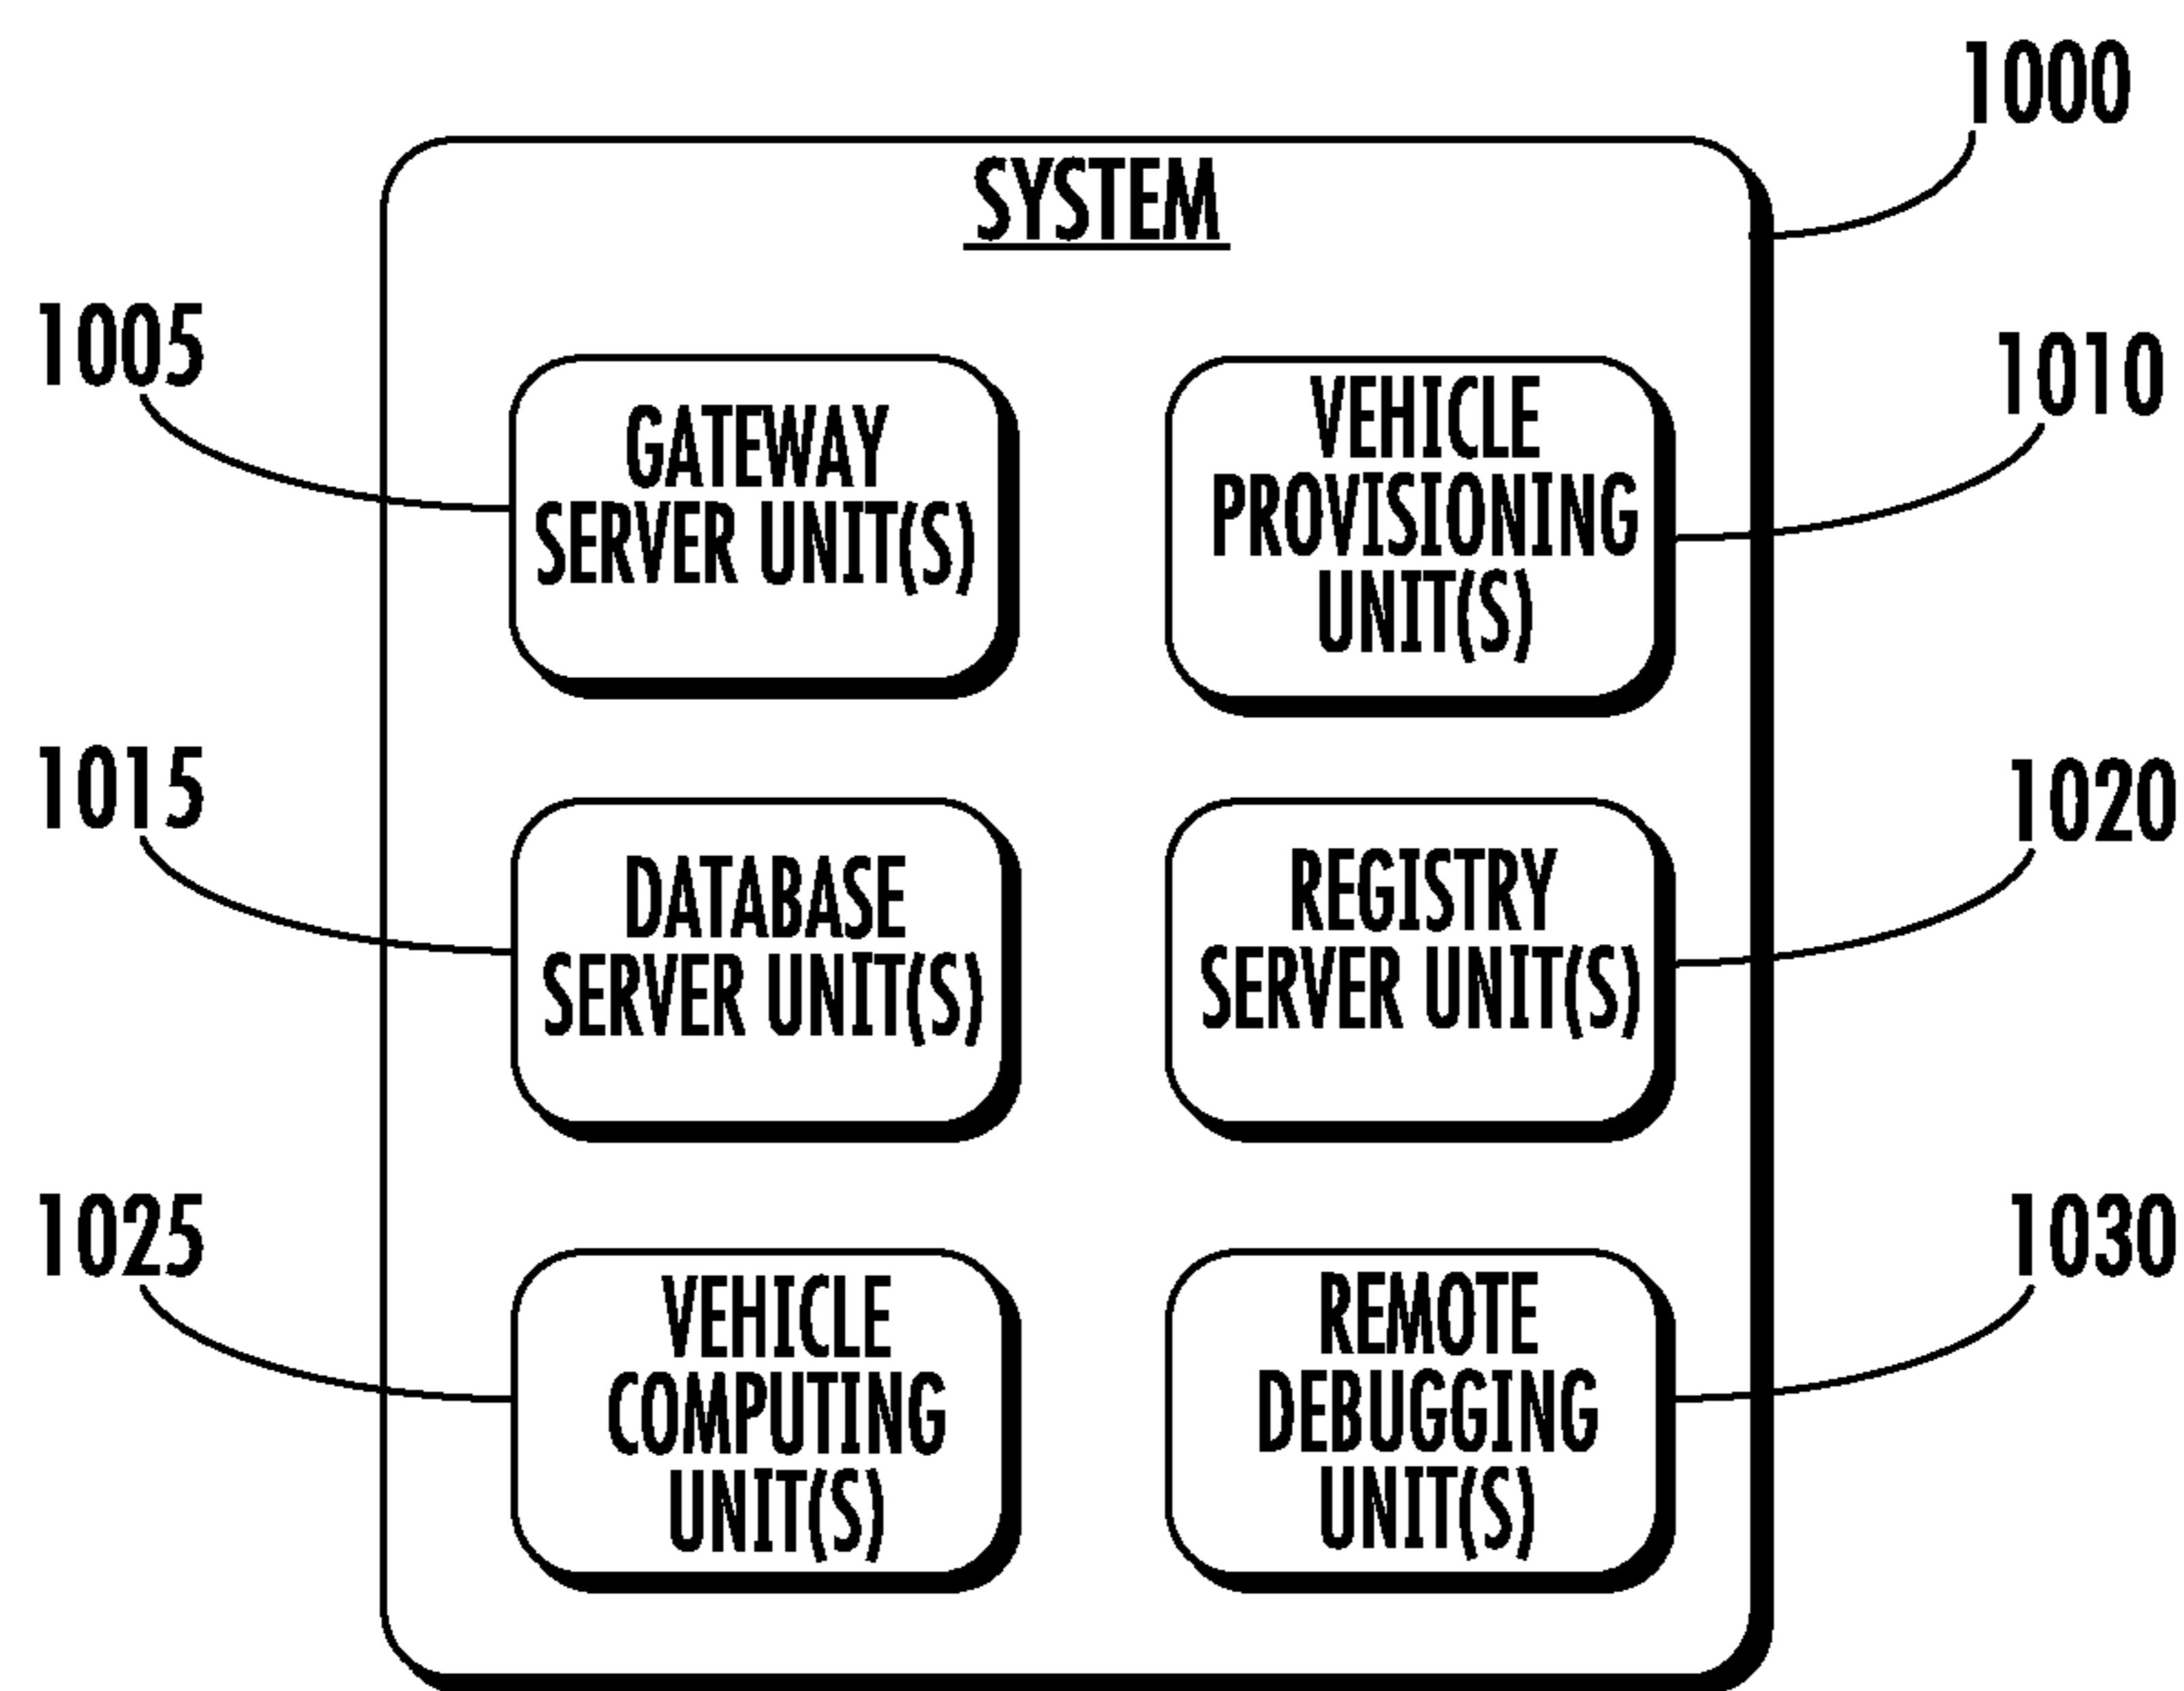 1000
SYSTEM
1005
GATEWAY
SERVER UNIT(S)
1010
VEHICLE
PROVISIONING
UNIT(S)
1015
DATABASE
SERVER UNIT(S)
1020
REGISTRY
SERVER UNIT(S)
1025
VEHICLE
COMPUTING
UNIT(S)
1030
REMOTE
DEBUGGING
UNIT(S)